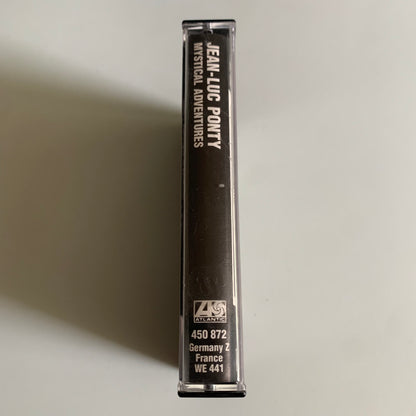 JEAN-LUC PONTY
MYSTICAL ADVENTURES
ATLANTIC
450 872
Germany Z
France
WE 441